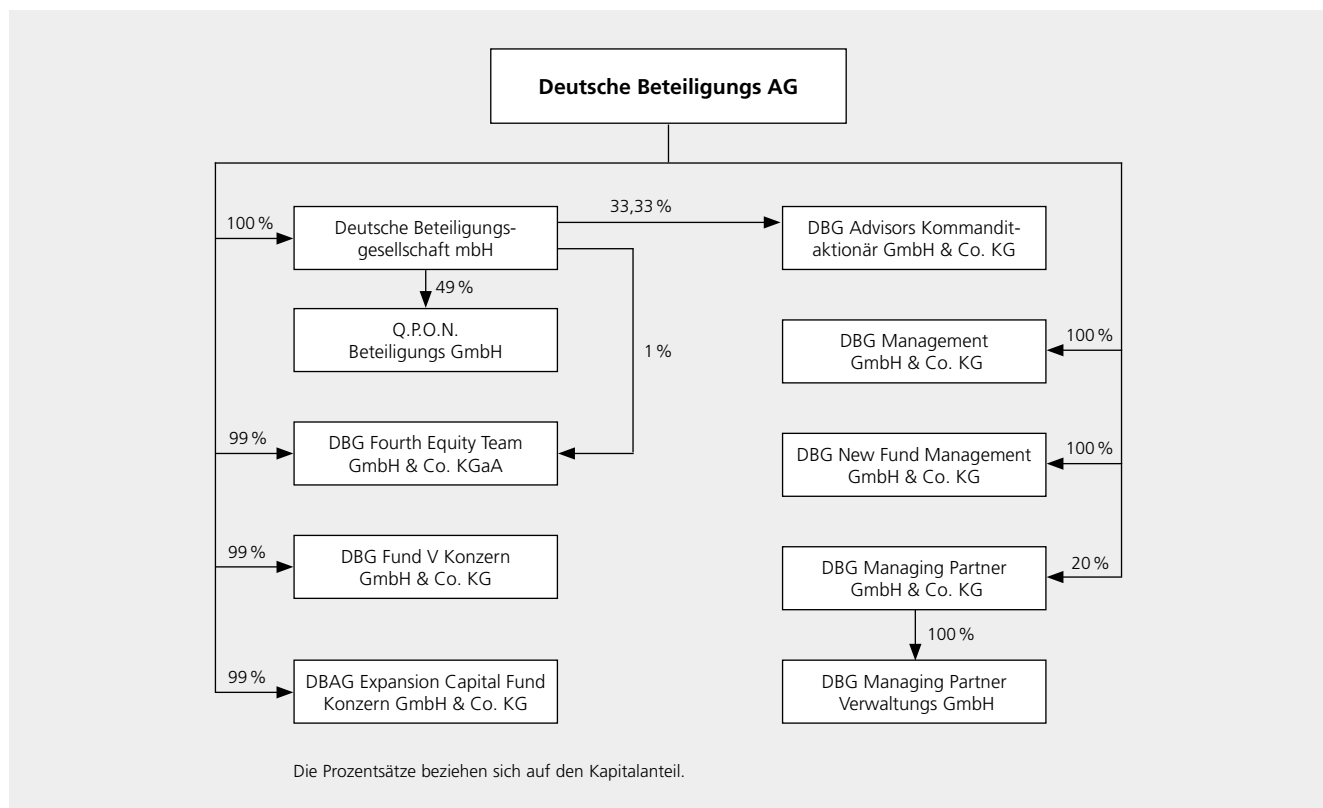 Deutsche Beteiligungs AG
100 %
Deutsche Beteiligungs-
gesellschaft mbH
33,33 %
DBG Advisors Kommandit-
aktionär GmbH & Co. KG
49 %
Q.P.O.N.
Beteiligungs GmbH
1 %
DBG Management
GmbH & Co. KG
100 %
99 %
DBG Fourth Equity Team
GmbH & Co. KGaA
DBG New Fund Management
GmbH & Co. KG
100 %
99 %
DBG Fund V Konzern
GmbH & Co. KG
DBG Managing Partner
GmbH & Co. KG
20 %
100 %
99 %
DBAG Expansion Capital Fund
Konzern GmbH & Co. KG
DBG Managing Partner
Verwaltungs GmbH
Die Prozentsätze beziehen sich auf den Kapitalanteil.